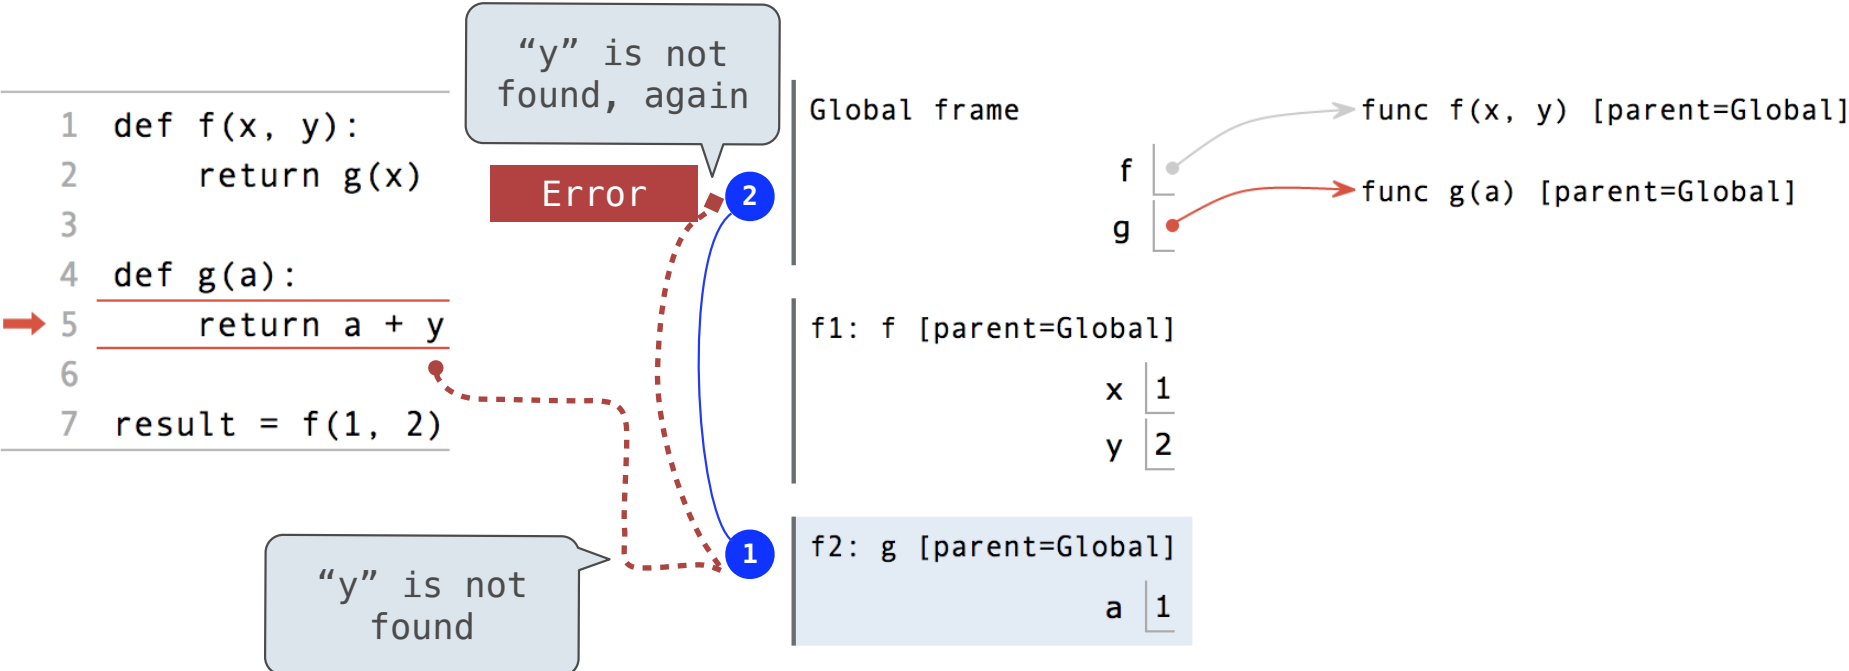 “y” is not
found, again
1 def f(x, y):
2     return g(x)
3
4 def g(a):
5     return a + y
6
7 result = f(1, 2)
Error
2
“y” is not
found
1
Global frame
f
g
func f(x, y) [parent=Global]
func g(a) [parent=Global]
f1: f [parent=Global]
x 1
y 2
f2: g [parent=Global]
a 1